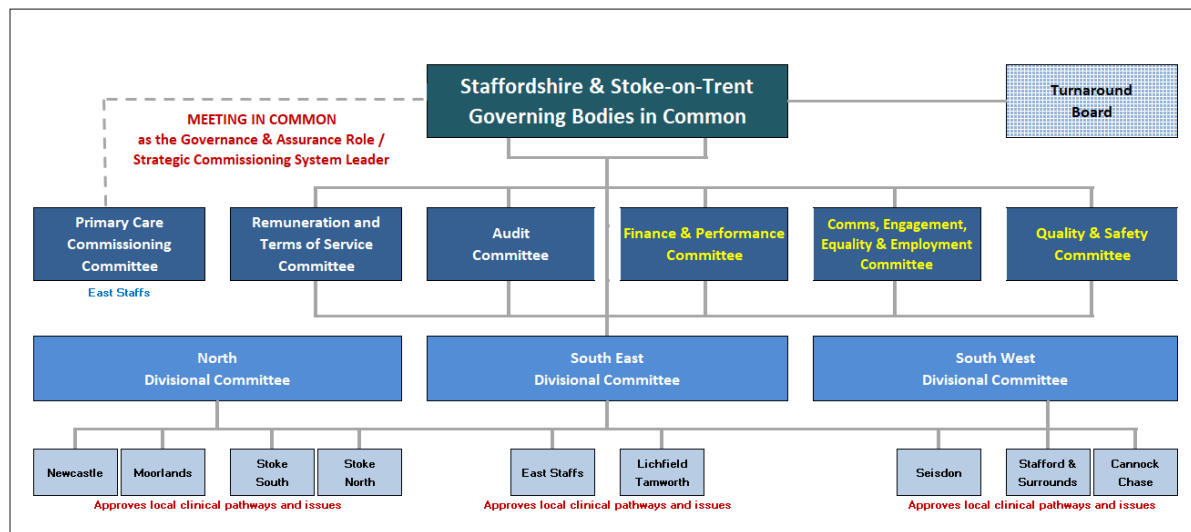 Staffordshire & Stoke-on-Trent
Governing Bodies in Common
Turnaround
Board
MEETING IN COMMON
as the Governance & Assurance Role /
Strategic Commissioning System Leader
Primary Care
Commissioning
Committee
East Staffs
Remuneration and
Terms of Service
Committee
Audit
Committee
Finance & Performance
Committee
Comms, Engagement,
Equality & Employment
Committee
Quality & Safety
Committee
North
Divisional Committee
South East
Divisional Committee
South West
Divisional Committee
Newcastle
Moorlands
Stoke
South
Stoke
North
Approves local clinical pathways and issues
East Staffs
Lichfield
Tamworth
Approves local clinical pathways and issues
Seisdon
Stafford &
Surrounds
Cannock
Chase
Approves local clinical pathways and issues